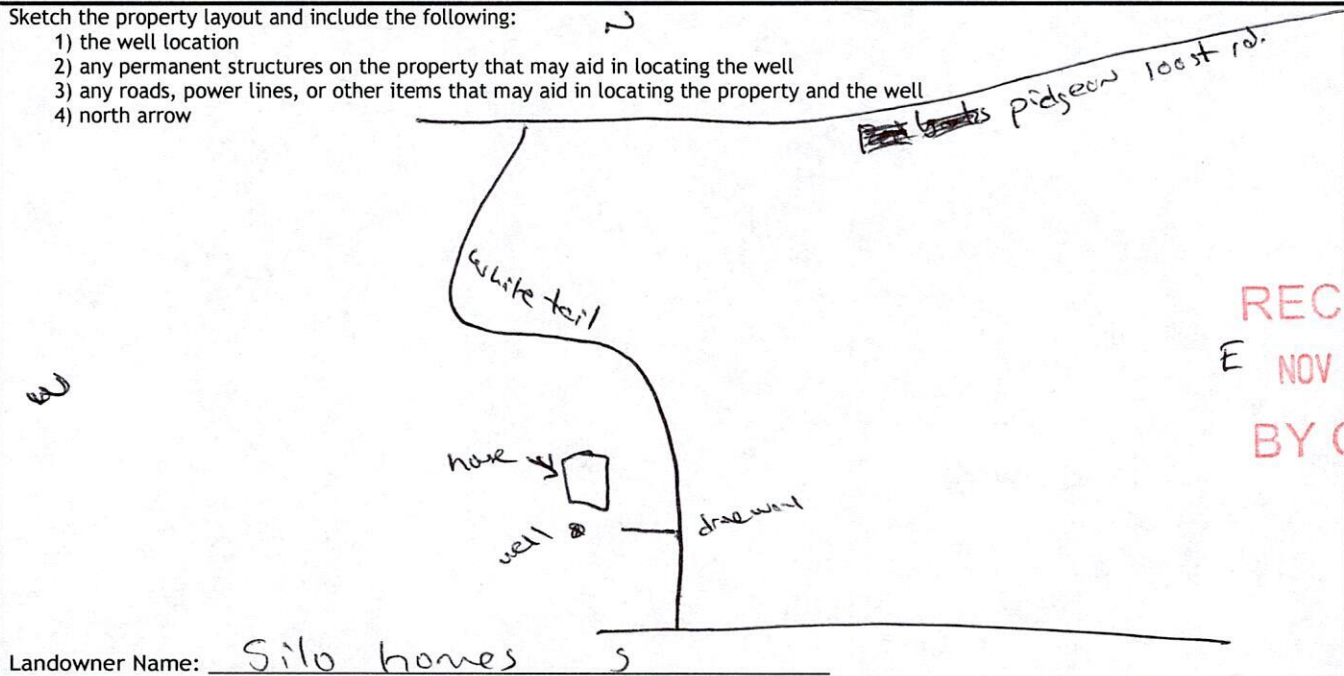 Sketch the property layout and include the following:
N
1) the well location
2) any permanent structures on the property that may aid in locating the well
3) any roads, power lines, or other items that may aid in locating the property and the well
4) north arrow
pidgeon roost rd.
white tail
REC
E NOV
W
BY
house
well
driveway
Landowner Name: Silo homes
S